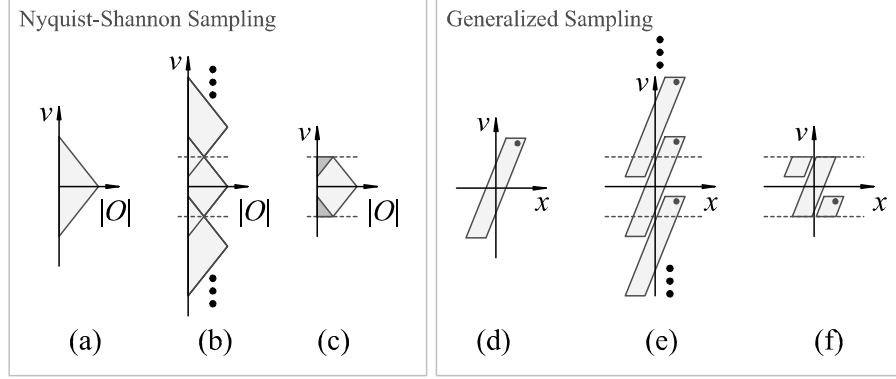 Nyquist-Shannon Sampling
Generalized Sampling
ν
|O|
ν
|O|
ν
|O|
ν
x
ν
x
ν
x
(a)
(b)
(c)
(d)
(e)
(f)